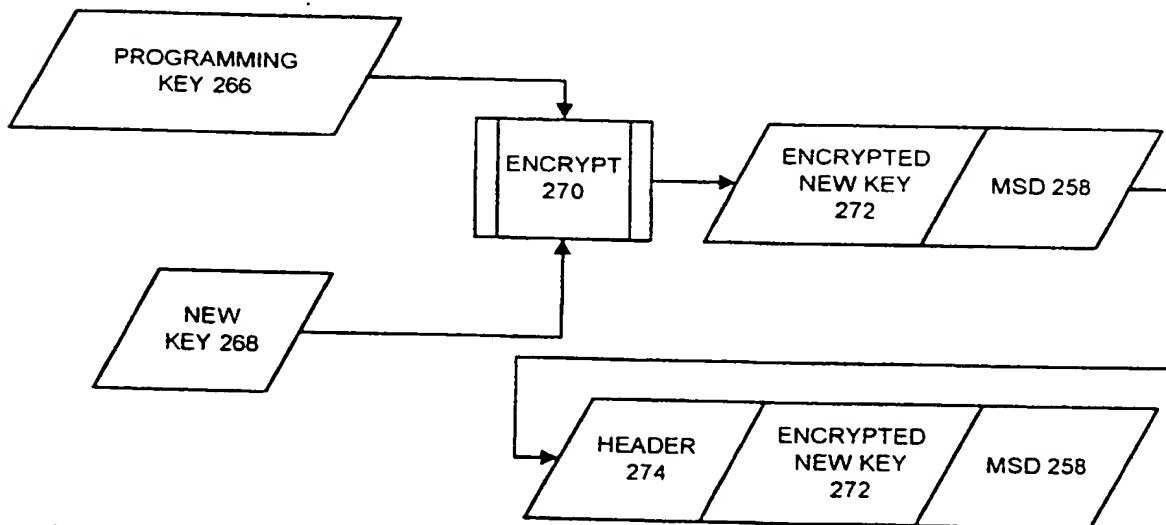 PROGRAMMING
KEY 266
ENCRYPT
270
ENCRYPTED
NEW KEY
272
MSD 258
NEW
KEY 268
HEADER
274
ENCRYPTED
NEW KEY
272
MSD 258